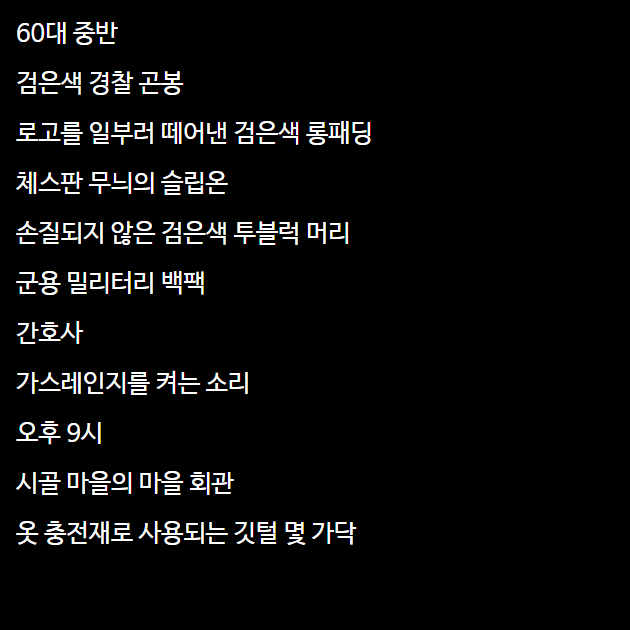 60대 중반
검은색 경찰 곤봉
로고를 일부러 떼어낸 검은색 롱패딩
체스판 무늬의 슬립온
손질되지 않은 검은색 투블럭 머리
군용 밀리터리 백팩
간호사
가스레인지를 켜는 소리
오후 9시
시골 마을의 마을 회관
옷 충전재로 사용되는 깃털 몇 가닥